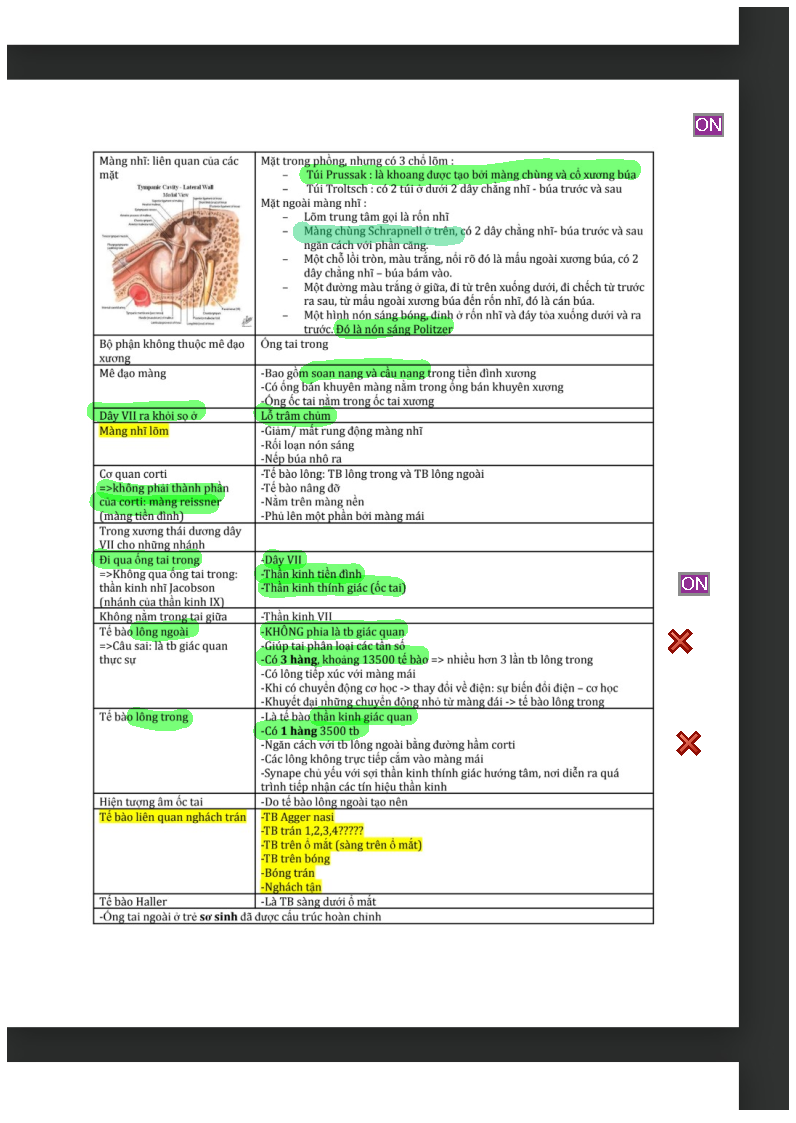 ON
Màng nhĩ: liên quan của các
mặt
Tympanic Cavity - Lateral Wall
Medial View
Mặt trong phồng, nhưng có 3 chỗ lõm :
– Túi Prussak : là khoang được tạo bởi màng chùng và cổ xương búa
– Túi Troltsch : có 2 túi ở dưới 2 dây chằng nhĩ - búa trước và sau
Mặt ngoài màng nhĩ :
– Lõm trung tâm gọi là rốn nhĩ
– Màng chùng Schrapnell ở trên, có 2 dây chằng nhĩ- búa trước và sau
ngăn cách với phần căng.
– Một chỗ lồi tròn, màu trắng, nổi rõ đó là mấu ngoài xương búa, có 2
dây chằng nhĩ – búa bám vào.
– Một đường màu trắng ở giữa, đi từ trên xuống dưới, đi chếch từ trước
ra sau, từ mấu ngoài xương búa đến rốn nhĩ, đó là cán búa.
– Một hình nón sáng bóng, đỉnh ở rốn nhĩ và đáy tỏa xuống dưới và ra
trước. Đó là nón sáng Politzer
Bộ phận không thuộc mê đạo
xương
Ống tai trong
Mê đạo màng
-Bao gồm soan nang và cầu nang trong tiền đình xương
-Có ống bán khuyên màng nằm trong ống bán khuyên xương
-Ống ốc tai nằm trong ốc tai xương
Dây VII ra khỏi sọ ở
Lỗ trâm chũm
Màng nhĩ lõm
-Giảm/ mất rung động màng nhĩ
-Rối loạn nón sáng
-Nếp búa nhô ra
Cơ quan corti
=>không phải thành phần
của corti: màng reissner
(màng tiền đình)
-Tế bào lông: TB lông trong và TB lông ngoài
-Tế bào nâng đỡ
-Nằm trên màng nền
-Phủ lên một phần bởi màng mái
Trong xương thái dương dây
VII cho những nhánh
Đi qua ống tai trong
=>Không qua ống tai trong:
thần kinh nhĩ Jacobson
(nhánh của thần kinh IX)
-Dây VII
-Thần kinh tiền đình
-Thần kinh thính giác (ốc tai)
ON
Không nằm trong tai giữa
-Thần kinh VII
Tế bào lông ngoài
=>Câu sai: là tb giác quan
thực sự
-KHÔNG phỉa là tb giác quan
-Giúp tai phân loại các tần số
-Có 3 hàng, khoảng 13500 tế bào => nhiều hơn 3 lần tb lông trong
-Có lông tiếp xúc với màng mái
-Khi có chuyển động cơ học -> thay đổi về điện: sự biến đổi điện – cơ học
-Khuyết đại những chuyển động nhỏ từ màng đái -> tế bào lông trong
Tế bào lông trong
-Là tế bào thần kinh giác quan
-Có 1 hàng 3500 tb
-Ngăn cách với tb lông ngoài bằng đường hầm corti
-Các lông không trực tiếp cắm vào màng mái
-Synape chủ yếu với sợi thần kinh thính giác hướng tâm, nơi diễn ra quá
trình tiếp nhận các tín hiệu thần kinh
Hiện tượng âm ốc tai
-Do tế bào lông ngoài tạo nên
Tế bào liên quan nghách trán
-TB Agger nasi
-TB trán 1,2,3,4?????
-TB trên ổ mắt (sàng trên ổ mắt)
-TB trên bóng
-Bóng trán
-Nghách tận
Tế bào Haller
-Là TB sàng dưới ổ mắt
-Ống tai ngoài ở trẻ sơ sinh đã được cấu trúc hoàn chỉnh